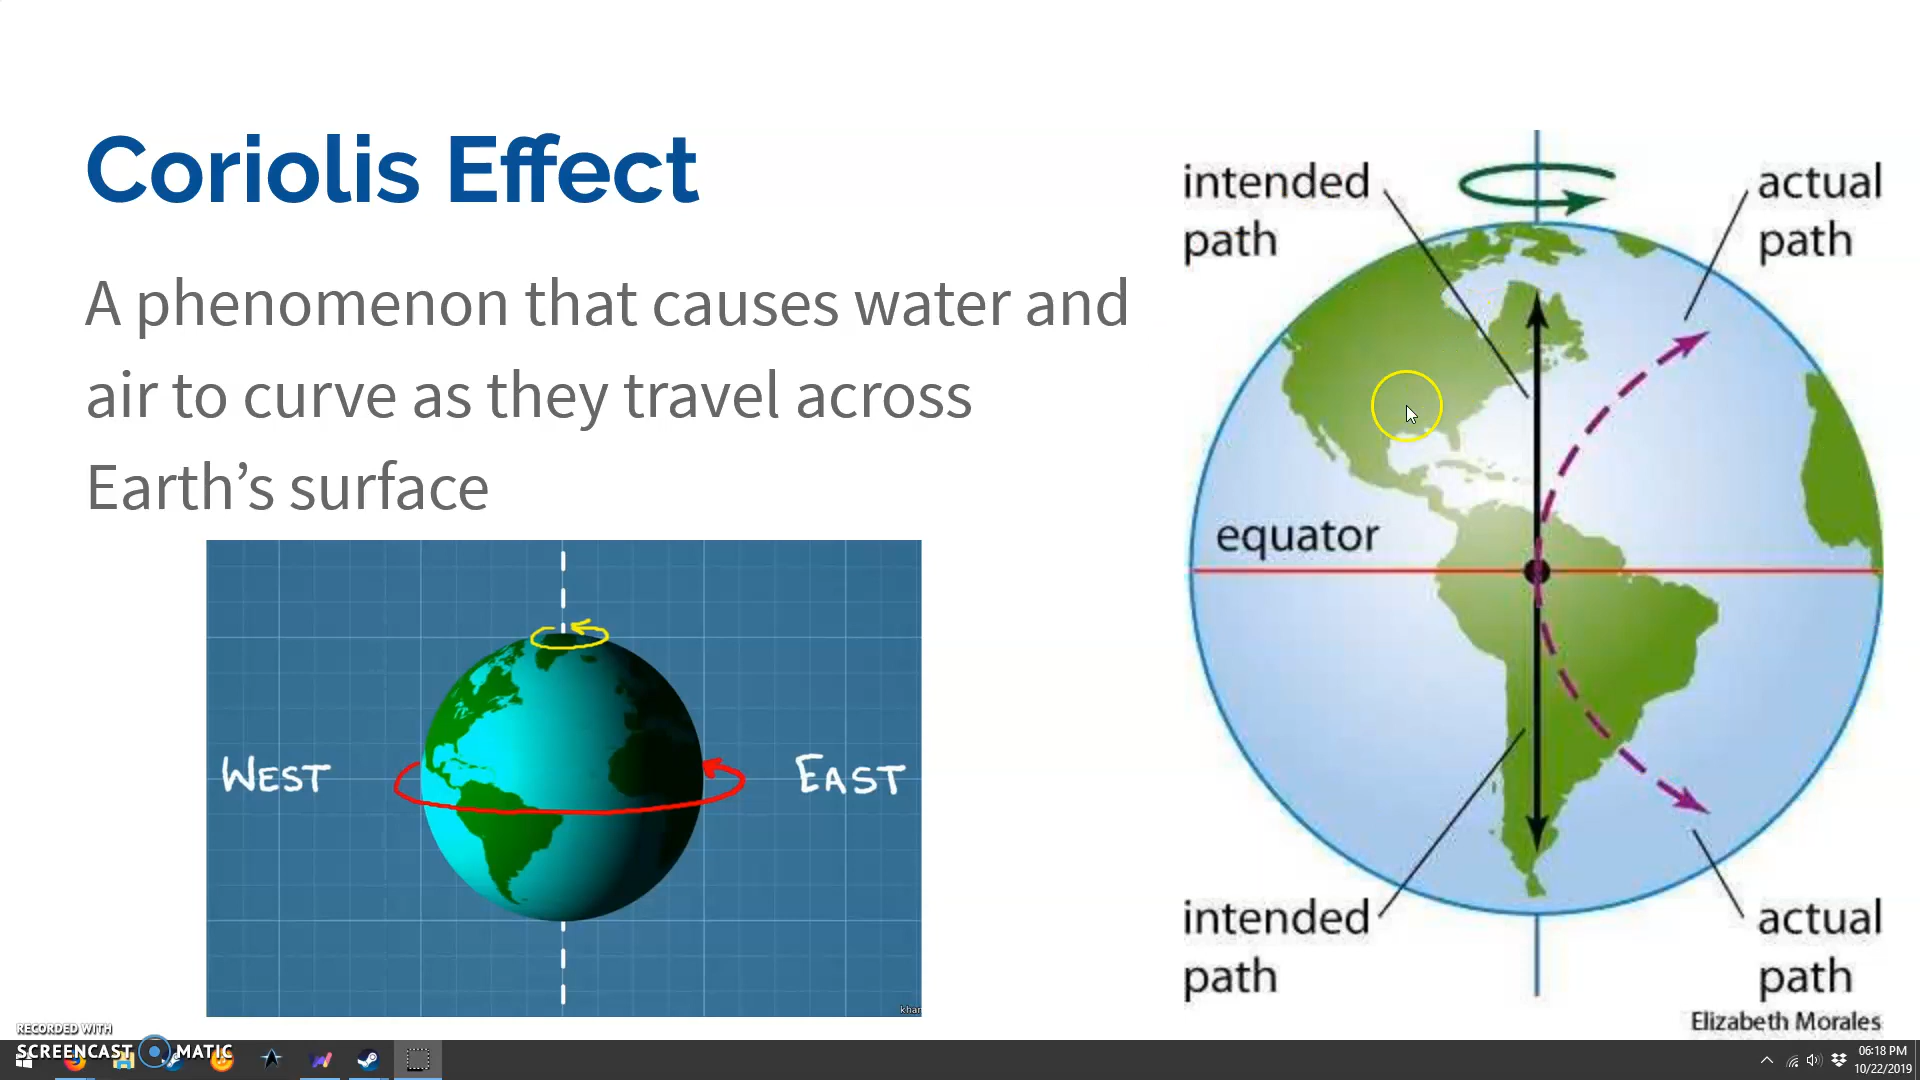 Coriolis Effect
A phenomenon that causes water and
air to curve as they travel across
Earth’s surface
WEST
EAST
khan
intended
path
actual
path
equator
intended
path
actual
path
Elizabeth Morales
RECORDED WITH
SCREENCAST MATIC
06:18 PM
10/22/2019